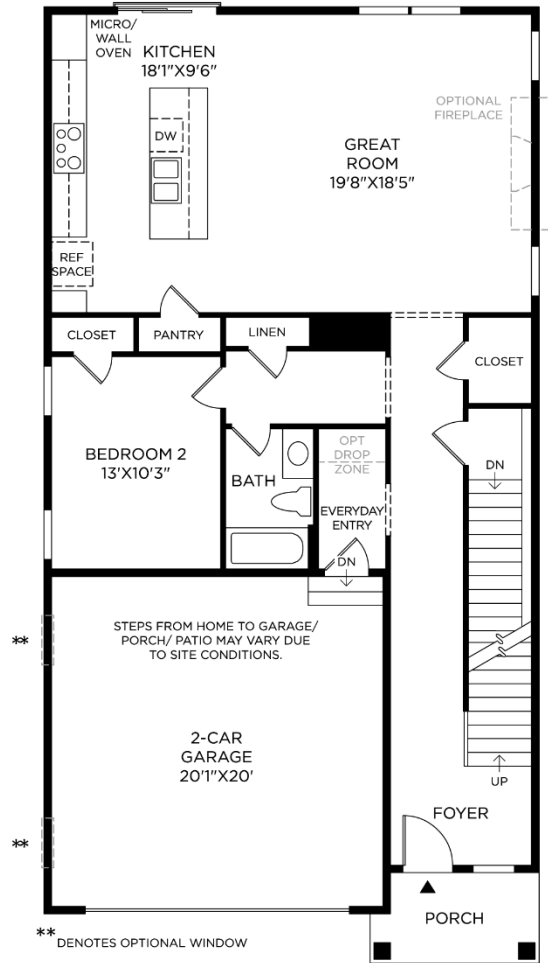 MICRO/
WALL
OVEN
KITCHEN
18'1"X9'6"
OPTIONAL
FIREPLACE
DW
GREAT
ROOM
19'8"X18'5"
REF
SPACE
CLOSET
PANTRY
LINEN
CLOSET
BEDROOM 2
13'X10'3"
BATH
OPT
DROP
ZONE
EVERYDAY
ENTRY
DN
DN
STEPS FROM HOME TO GARAGE/
PORCH/ PATIO MAY VARY DUE
TO SITE CONDITIONS.
**
2-CAR
GARAGE
20'1"X20'
UP
FOYER
**
PORCH
** DENOTES OPTIONAL WINDOW